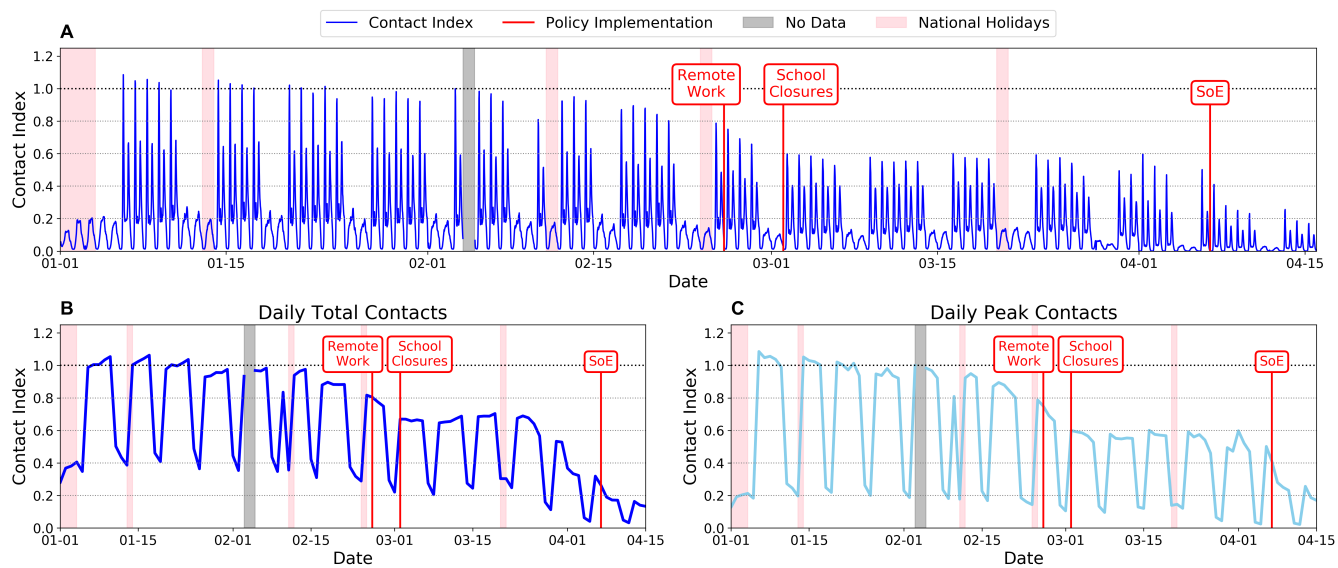 Contact Index Policy Implementation No Data National Holidays
A
1.2
1.0
0.8
0.6
0.4
0.2
0.0
Contact Index
Remote
Work
School
Closures
SoE
01-01 01-15 02-01 02-15 03-01 03-15 04-01 04-15
Date
B
Daily Total Contacts
1.2
1.0
0.8
0.6
0.4
0.2
0.0
Contact Index
Remote
Work
School
Closures
SoE
01-01 01-15 02-01 02-15 03-01 03-15 04-01 04-15
Date
C
Daily Peak Contacts
1.2
1.0
0.8
0.6
0.4
0.2
0.0
Contact Index
Remote
Work
School
Closures
SoE
01-01 01-15 02-01 02-15 03-01 03-15 04-01 04-15
Date